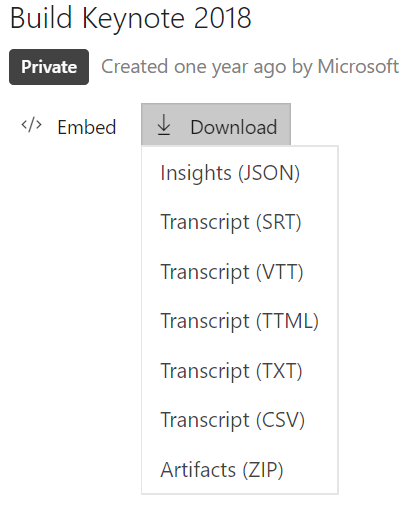 Build Keynote 2018
Private Created one year ago by Microsoft
</> Embed Download
Insights (JSON)
Transcript (SRT)
Transcript (VTT)
Transcript (TTML)
Transcript (TXT)
Transcript (CSV)
Artifacts (ZIP)